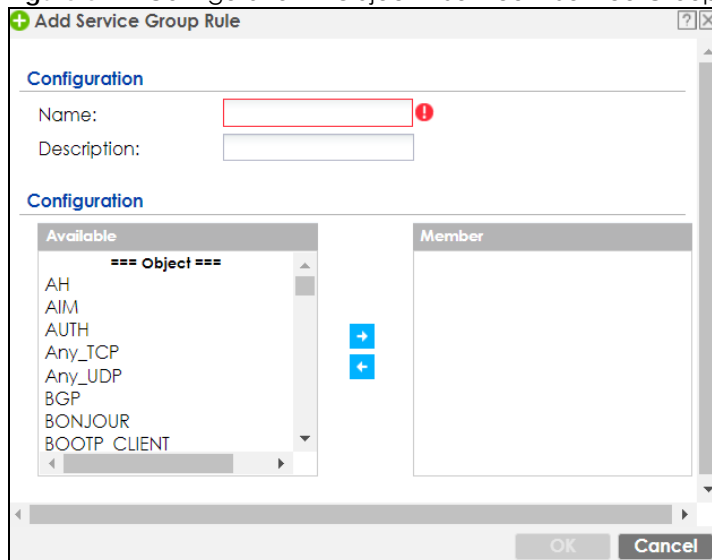 Add Service Group Rule
Configuration
Name:
Description:
Configuration
Available
Member
=== Object ===
AH
AIM
AUTH
Any_TCP
Any_UDP
BGP
BONJOUR
BOOTP_CLIENT
OK
Cancel